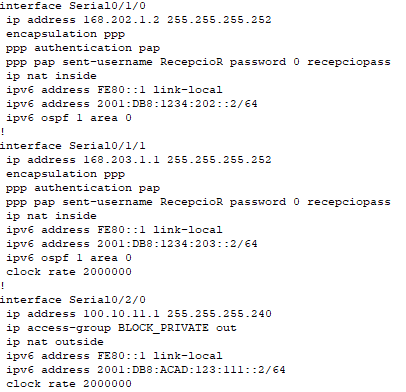 interface Serial0/1/0
ip address 168.202.1.2 255.255.255.252
encapsulation ppp
ppp authentication pap
ppp pap sent-username RecepcioR password 0 recepciopass
ip nat inside
ipv6 address FE80::1 link-local
ipv6 address 2001:DB8:1234:202::2/64
ipv6 ospf 1 area 0
!
interface Serial0/1/1
ip address 168.203.1.1 255.255.255.252
encapsulation ppp
ppp authentication pap
ppp pap sent-username RecepcioR password 0 recepciopass
ip nat inside
ipv6 address FE80::1 link-local
ipv6 address 2001:DB8:1234:203::2/64
ipv6 ospf 1 area 0
clock rate 2000000
!
interface Serial0/2/0
ip address 100.10.11.1 255.255.255.240
ip access-group BLOCK_PRIVATE out
ip nat outside
ipv6 address FE80::1 link-local
ipv6 address 2001:DB8:ACAD:123:111::2/64
clock rate 2000000